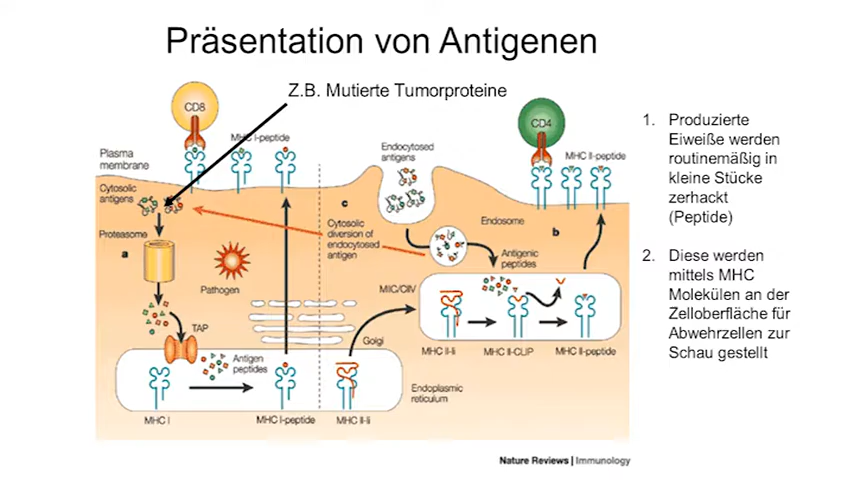 Präsentation von Antigenen
Z.B. Mutierte Tumorproteine
CD8
MHC I-peptide
Plasma
membrane
Cytosolic
antigens
Proteasome
a
Pathogen
TAP
Antigen
peptides
MHC I
MHC I-peptide
c
Cytosolic
diversion of
endocytosed
antigen
Golgi
MHC II-Ii
Endoplasmic
reticulum
Endocytosed
antigens
CD4
MHC II-peptide
Endosome
b
Antigenic
peptides
MIIC/CIIV
MHC II-Ii
MHC II-CLIP
MHC II-peptide
1. Produzierte
Eiweiße werden
routinemäßig in
kleine Stücke
zerhackt
(Peptide)
2. Diese werden
mittels MHC
Molekülen an der
Zelloberfläche für
Abwehrzellen zur
Schau gestellt
Nature Reviews | Immunology